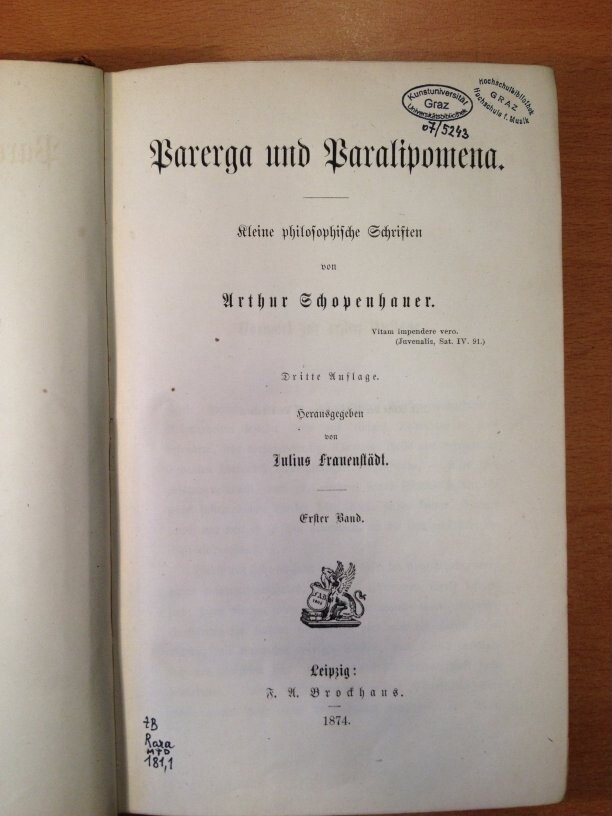 Kunstuniversität
Graz
Universitätsbibliothek
07/5243
Hochschulbibliothek
GRAZ
Hochschule f. Musik
Parerga und Paralipomena.
Kleine philosophische Schriften
von
Arthur Schopenhauer.
Vitam impendere vero.
(Juvenalis, Sat. IV. 91.)
Dritte Auflage.
Herausgegeben
von
Julius Frauenstädt.
Erster Band.
F.A.B.
Leipzig:
F. A. Brockhaus.
1874.
ZB
Rara
MTD
181,1